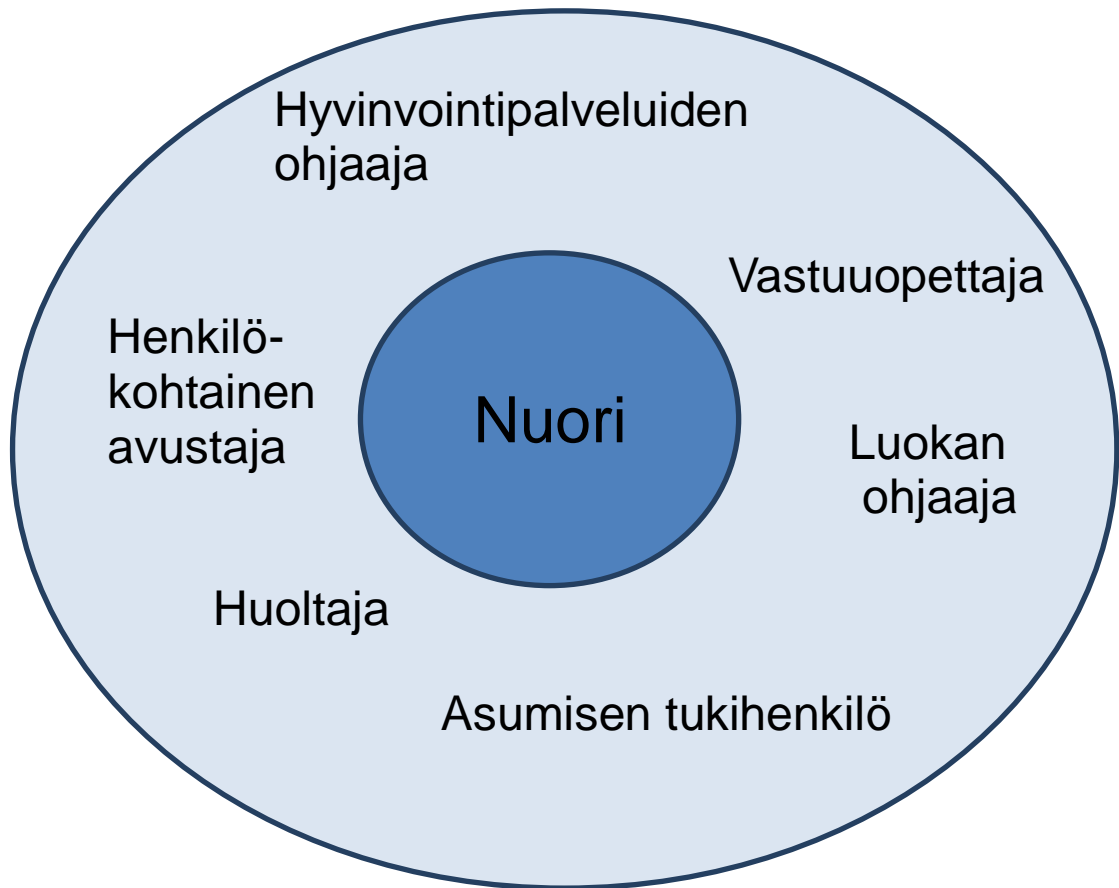 Hyvinvointipalveluiden
ohjaaja
Vastuuopettaja
Henkilö-
kohtainen
avustaja
Nuori
Luokan
ohjaaja
Huoltaja
Asumisen tukihenkilö